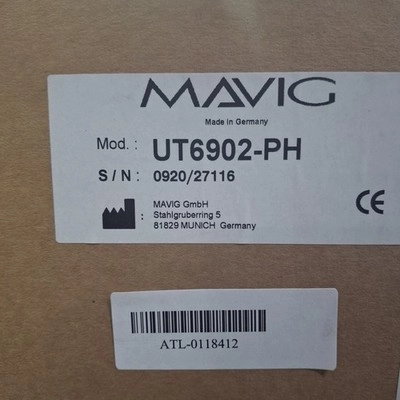 MAVIG
Made in Germany
Mod. : UT6902-PH
S / N : 0920/27116
MAVIG GmbH
Stahlgruberring 5
81829 MUNICH Germany
CE
ATL-0118412